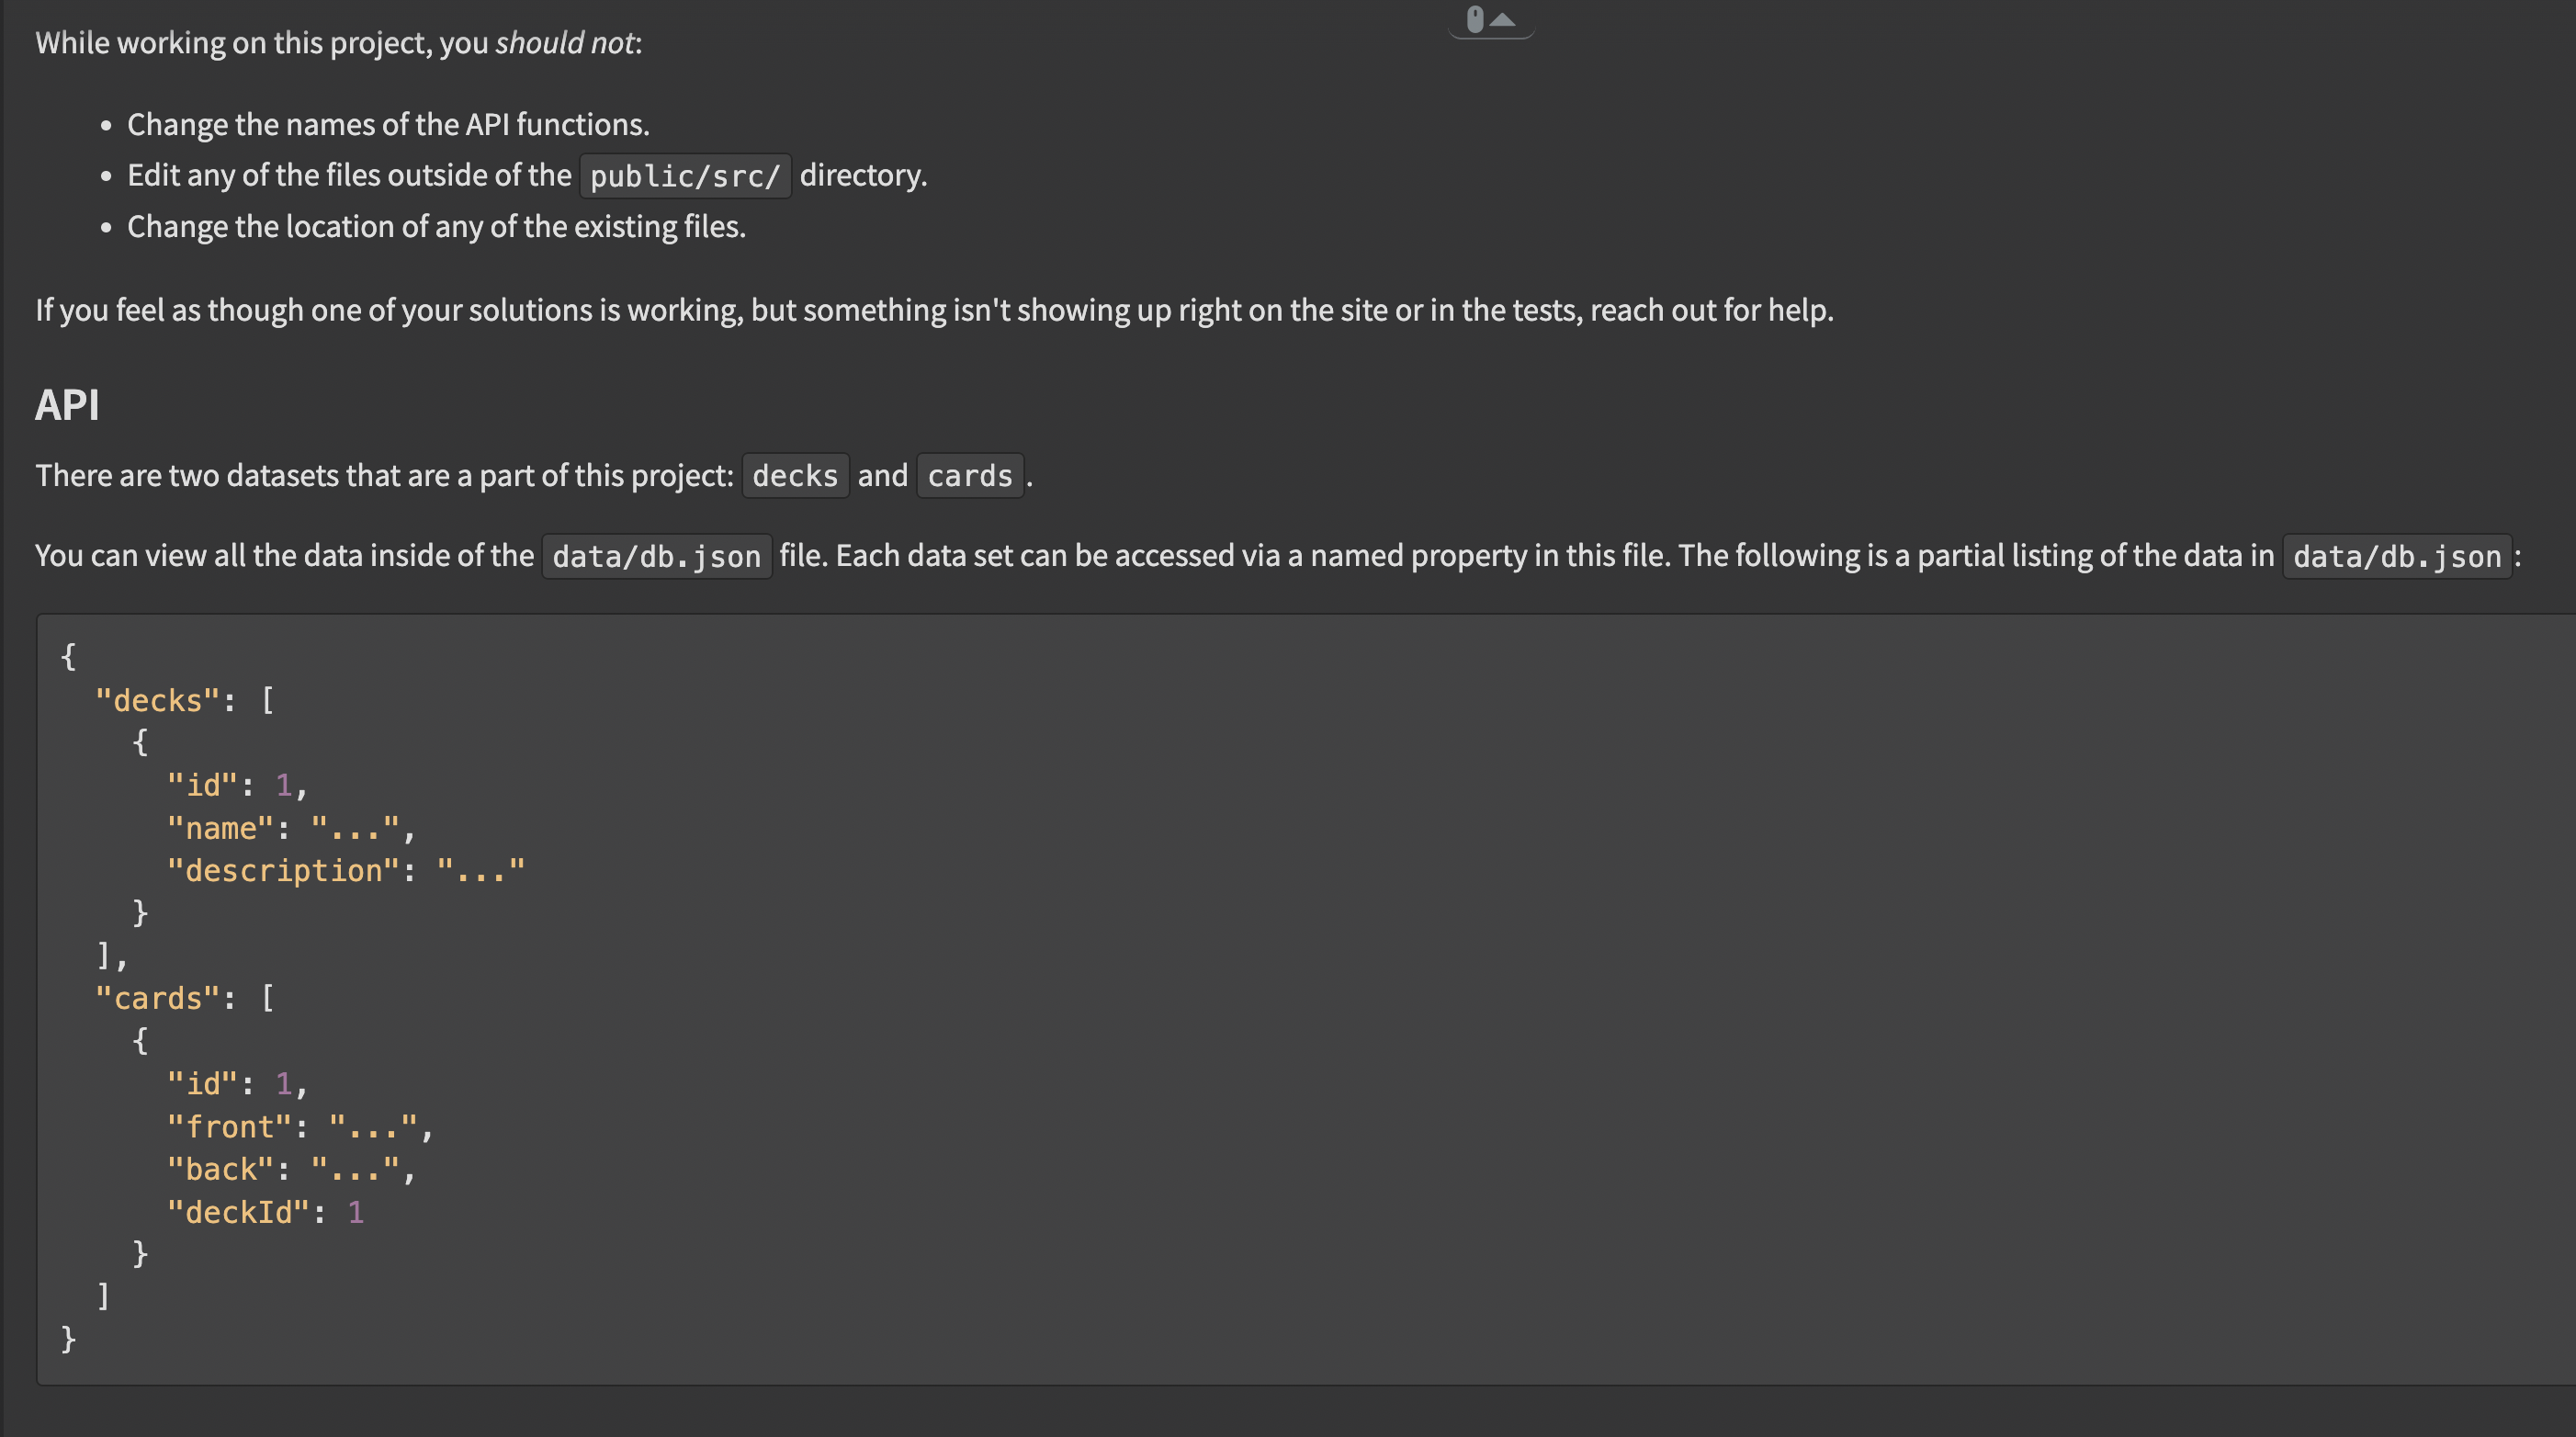 While working on this project, you should not:
• Change the names of the API functions.
• Edit any of the files outside of the public/src/ directory.
• Change the location of any of the existing files.
If you feel as though one of your solutions is working, but something isn't showing up right on the site or in the tests, reach out for help.
API
There are two datasets that are a part of this project: decks and cards.
You can view all the data inside of the data/db.json file. Each data set can be accessed via a named property in this file. The following is a partial listing of the data in data/db.json:
{
  "decks": [
    {
      "id": 1,
      "name": "...",
      "description": "..."
    }
  ],
  "cards": [
    {
      "id": 1,
      "front": "...",
      "back": "...",
      "deckId": 1
    }
  ]
}